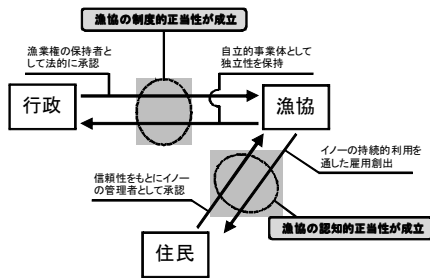 漁協の制度的正当性が成立
漁業権の保持者と
して法的に承認
自立的事業体として
独立性を保持
行政
漁協
イノーの持続的利用を
通した雇用創出
信頼性をもとにイノー
の管理者として承認
漁協の認知的正当性が成立
住民